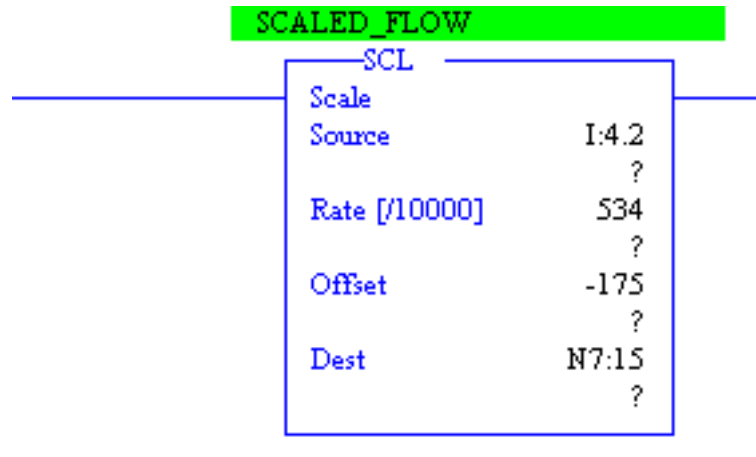 SCALED_FLOW
SCL
Scale
Source I:4.2
?
Rate [/10000] 534
?
Offset -175
?
Dest N7:15
?